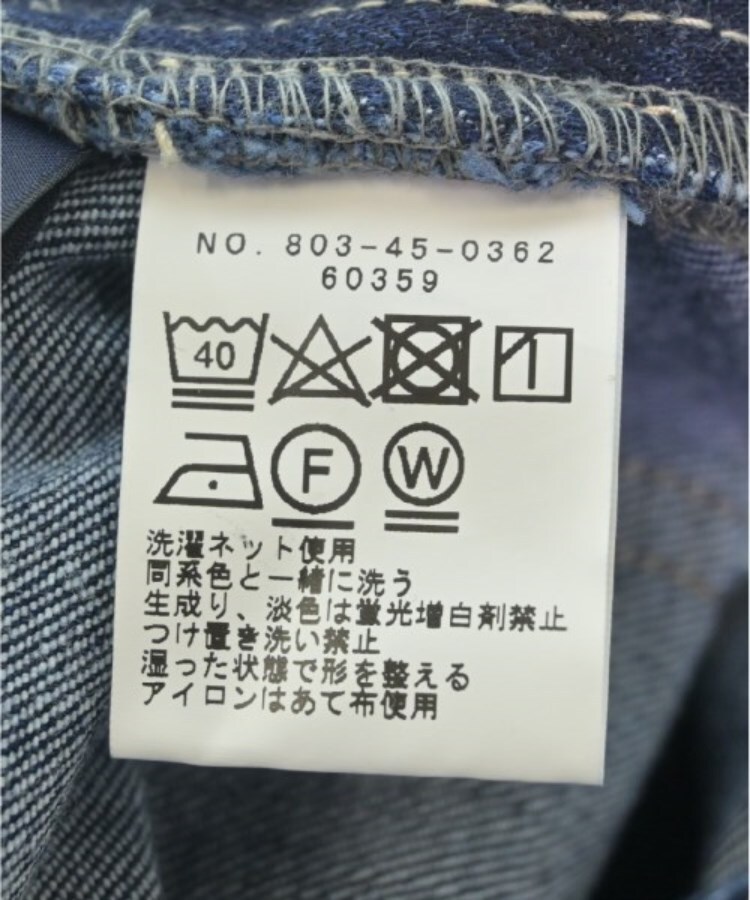 NO. 803-45-0362
60359
40
F W
洗濯ネット使用
同系色と一緒に洗う
生成り、淡色は蛍光増白剤禁止
つけ置き洗い禁止
湿った状態で形を整える
アイロンはあて布使用